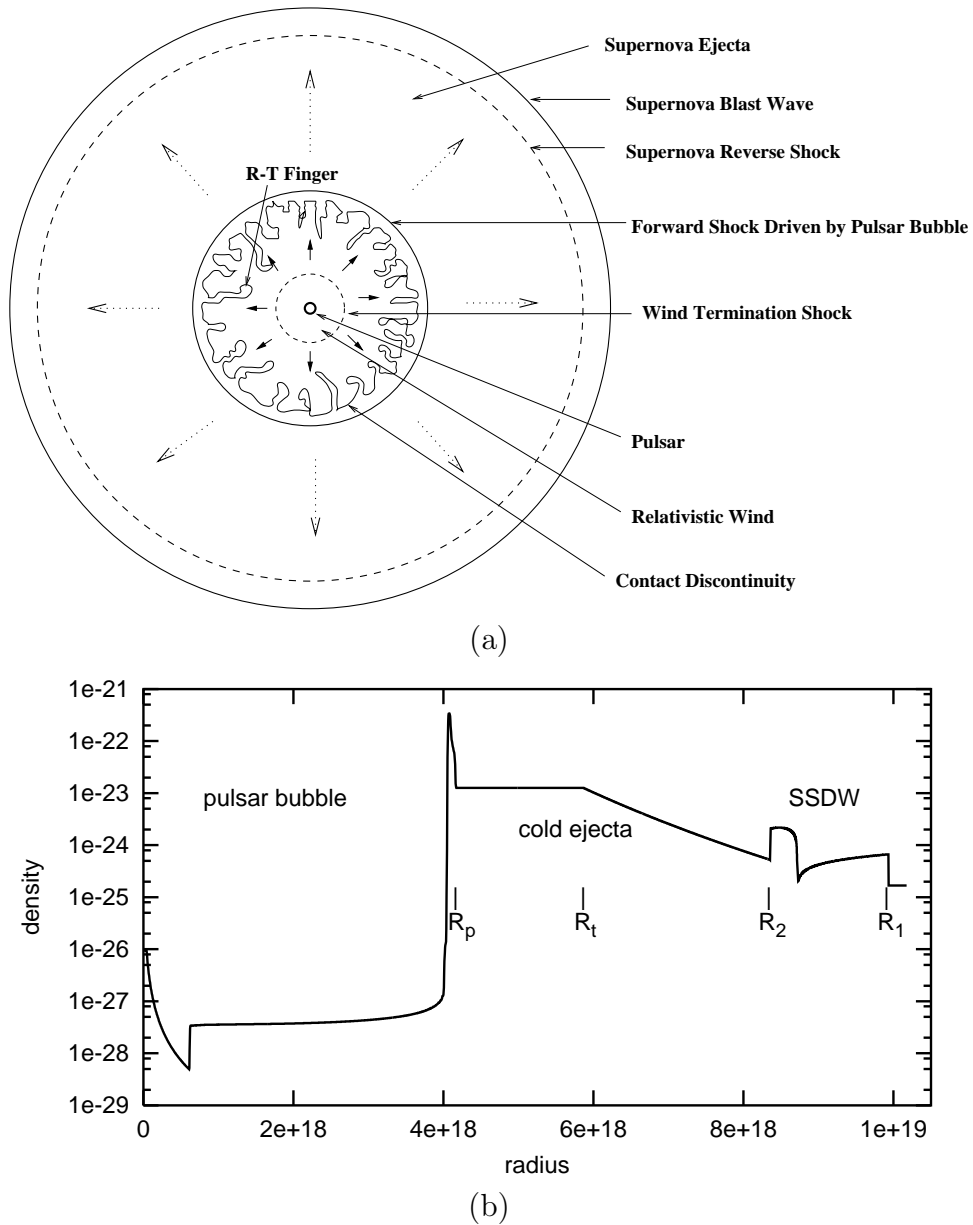 Supernova Ejecta
Supernova Blast Wave
Supernova Reverse Shock
R-T Finger
Forward Shock Driven by Pulsar Bubble
Wind Termination Shock
Pulsar
Relativistic Wind
Contact Discontinuity
(a)
1e-21
1e-22
1e-23
1e-24
1e-25
1e-26
1e-27
1e-28
1e-29
density
pulsar bubble
SSDW
cold ejecta
R_p R_t R_2 R_1
0 2e+18 4e+18 6e+18 8e+18 1e+19
radius
(b)